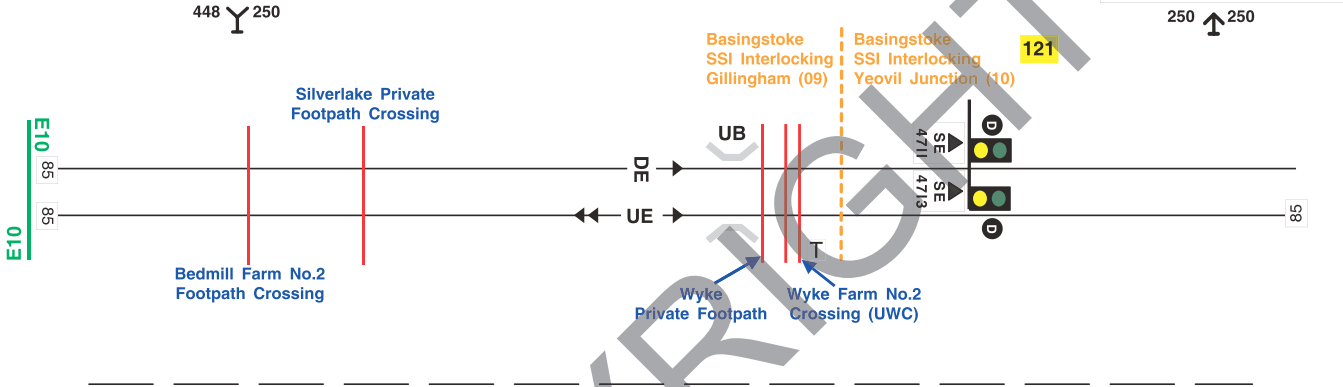 448 250
250 250
Basingstoke
SSI Interlocking
Gillingham (09)
Basingstoke
SSI Interlocking
Yeovil Junction (10)
121
Silverlake Private
Footpath Crossing
E10
E10
85
85
DE
UE
UB
SE
4711
SE
4713
D
D
85
T
Bedmill Farm No.2
Footpath Crossing
Wyke
Private Footpath
Wyke Farm No.2
Crossing (UWC)
YRIGHT